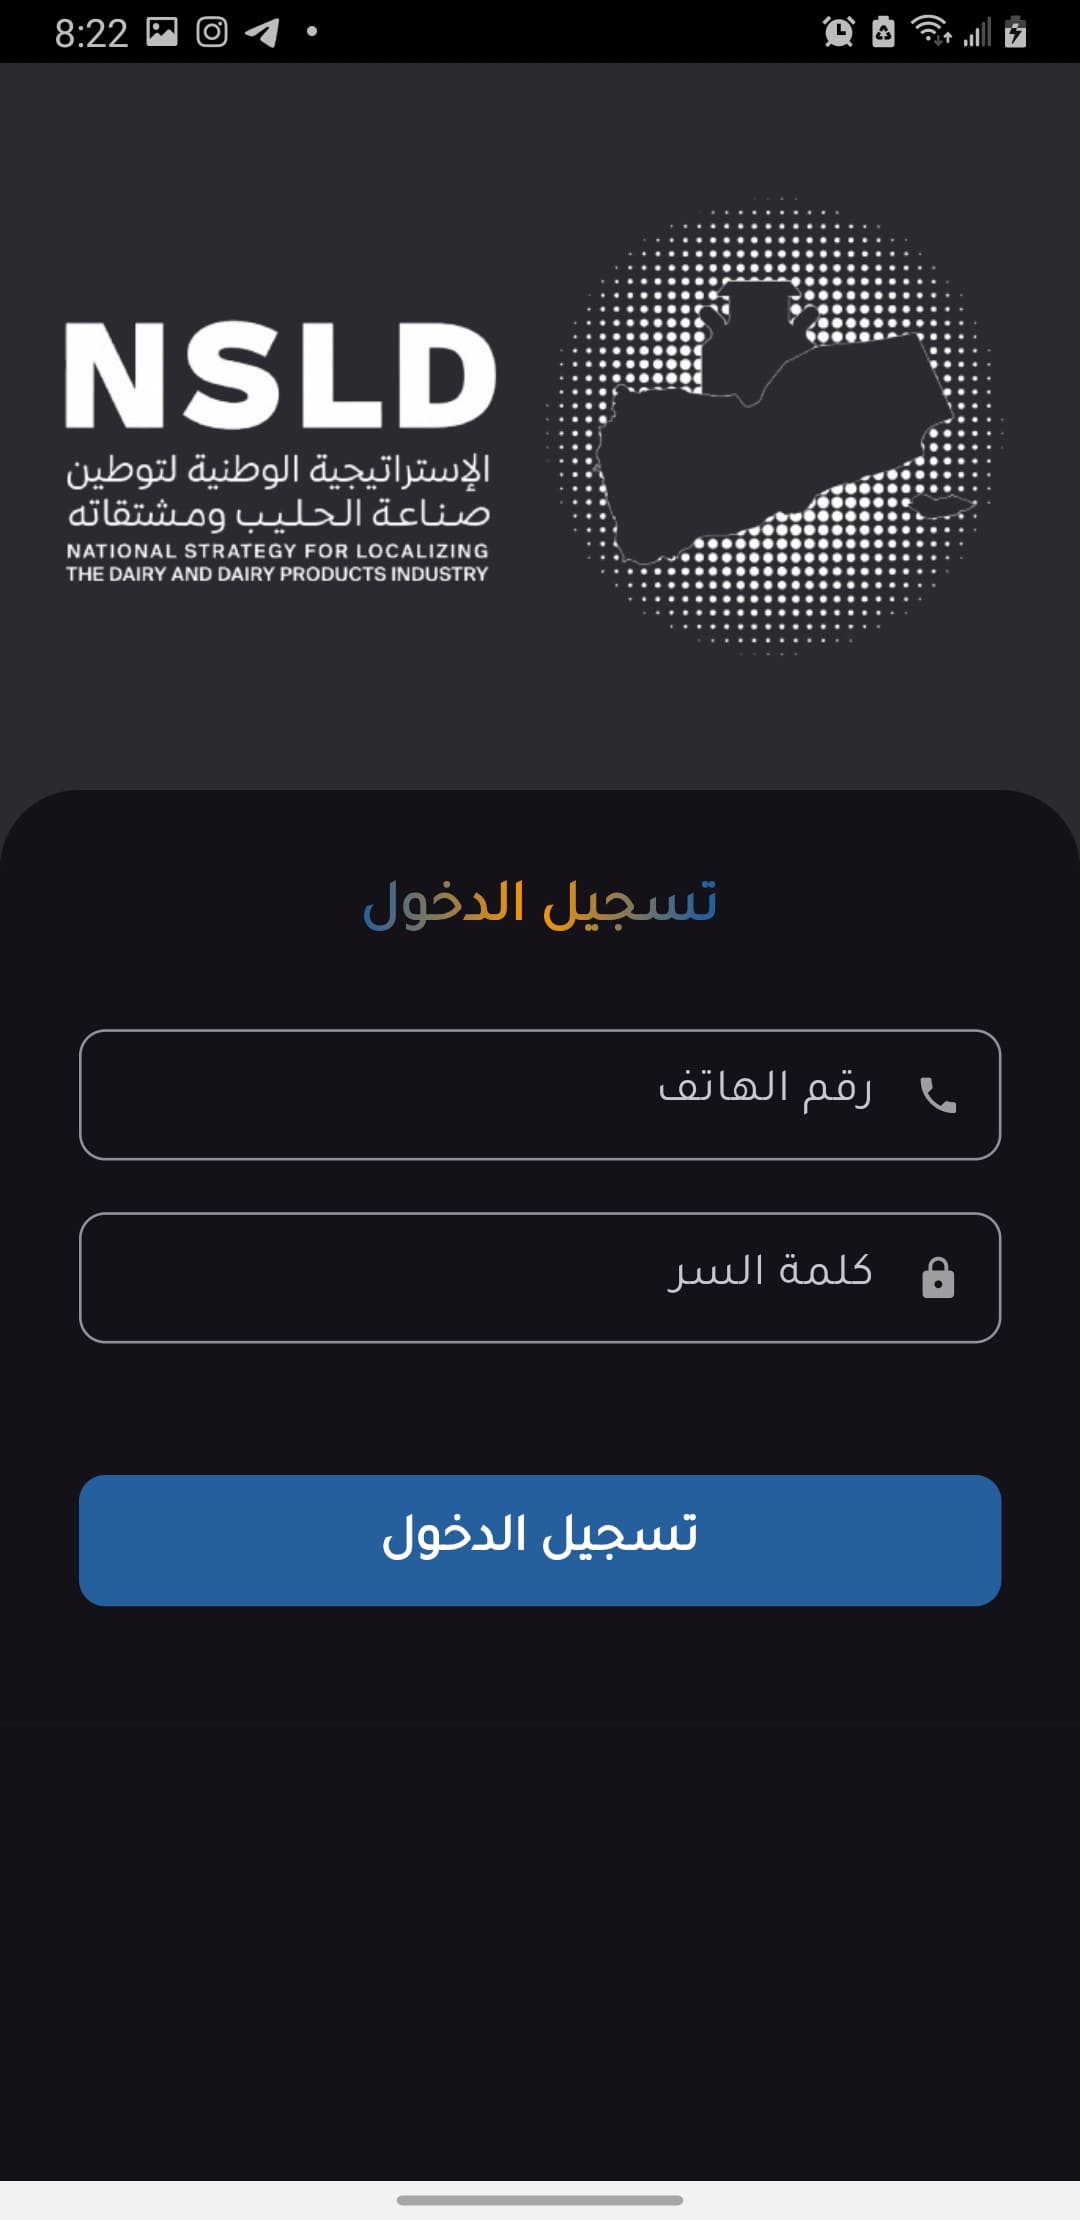 8:22
NSLD
الإستراتيجية الوطنية لتوطين
صناعة الحليب ومشتقاته
NATIONAL STRATEGY FOR LOCALIZING
THE DAIRY AND DAIRY PRODUCTS INDUSTRY
تسجيل الدخول
رقم الهاتف
كلمة السر
تسجيل الدخول